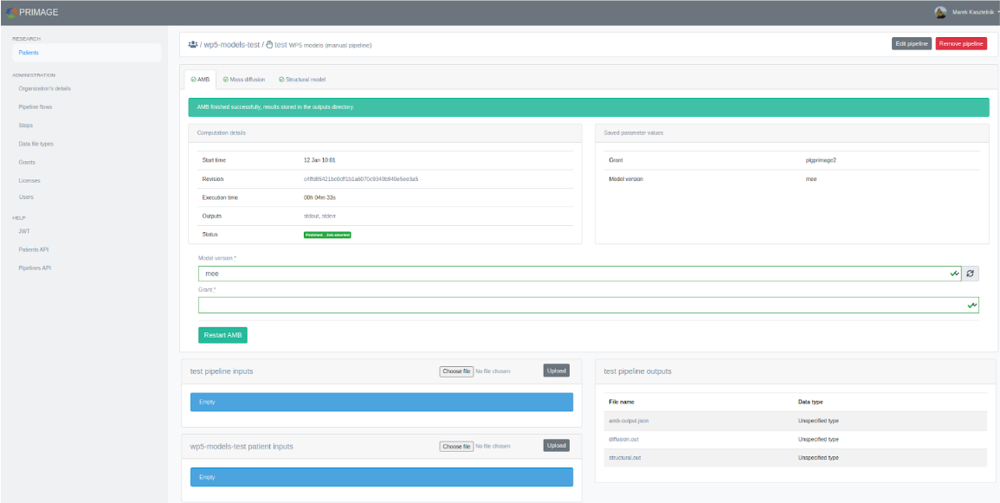 PRIMAGE
Marek Kasztelnik
RESEARCH
Patients
ADMINISTRATION
Organization's details
Pipeline flows
Steps
Data file types
Grants
Licenses
Users
HELP
JWT
Patients API
Pipelines API
/ wp5-models-test / test WP5 models (manual pipeline)
Edit pipeline
Remove pipeline
AMB
Mass diffusion
Structural model
AMB finished successfully, results stored in the outputs directory.
Computation details
Start time 12 Jan 10:01
Revision
Execution time 00h 04m 33s
Outputs stdout, stderr
Status Finished - Job aborted
Saved parameter values
Grant plgprimage2
Model version mee
Model version *
mee
Grant *
Restart AMB
test pipeline inputs
Choose file No file chosen
Upload
Empty
wp5-models-test patient inputs
Choose file No file chosen
Upload
Empty
test pipeline outputs
File name Data type
amb-output.json Unspecified type
diffusion.out Unspecified type
structural.out Unspecified type